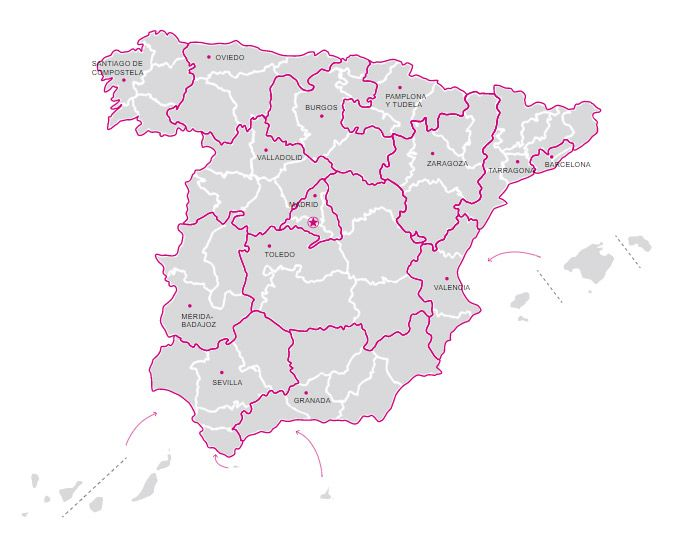 OVIEDO
SANTIAGO DE
COMPOSTELA
PAMPLONA
Y TUDELA
BURGOS
VALLADOLID
ZARAGOZA
BARCELONA
TARRAGONA
MADRID
TOLEDO
VALENCIA
MERIDA-
BADAJOZ
SEVILLA
GRANADA